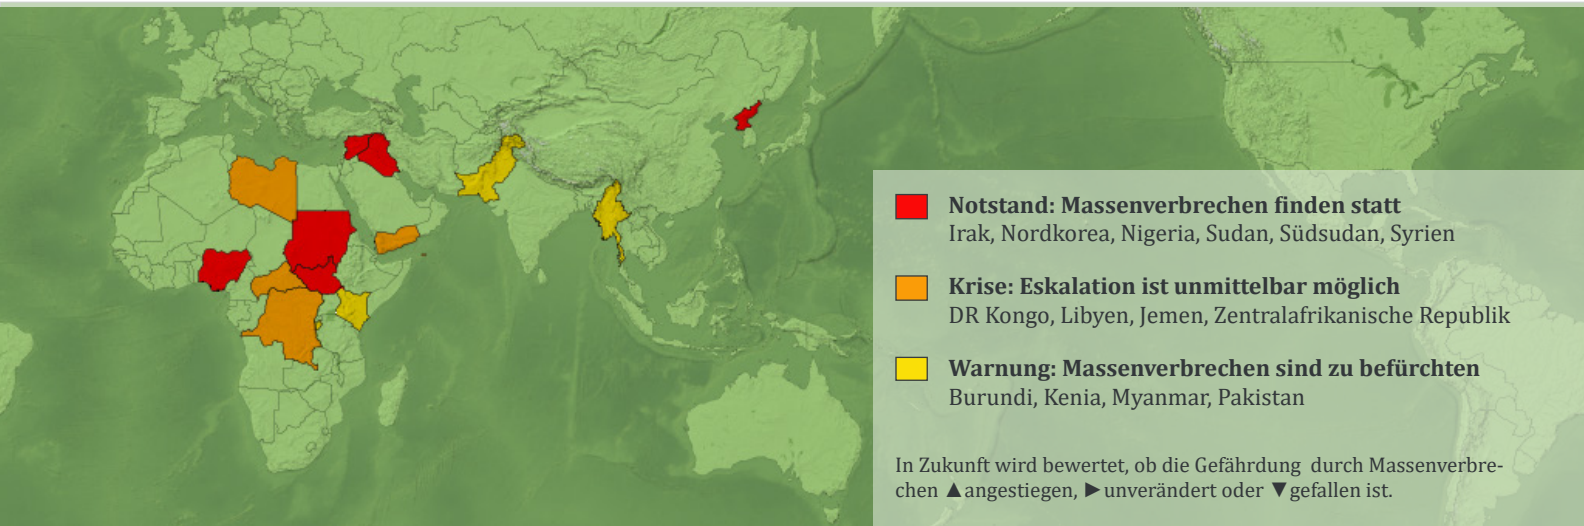 Notstand: Massenverbrechen finden statt
Irak, Nordkorea, Nigeria, Sudan, Südsudan, Syrien
Krise: Eskalation ist unmittelbar möglich
DR Kongo, Libyen, Jemen, Zentralafrikanische Republik
Warnung: Massenverbrechen sind zu befürchten
Burundi, Kenia, Myanmar, Pakistan
In Zukunft wird bewertet, ob die Gefährdung durch Massenverbre-
chen ▲angestiegen, ►unverändert oder ▼gefallen ist.